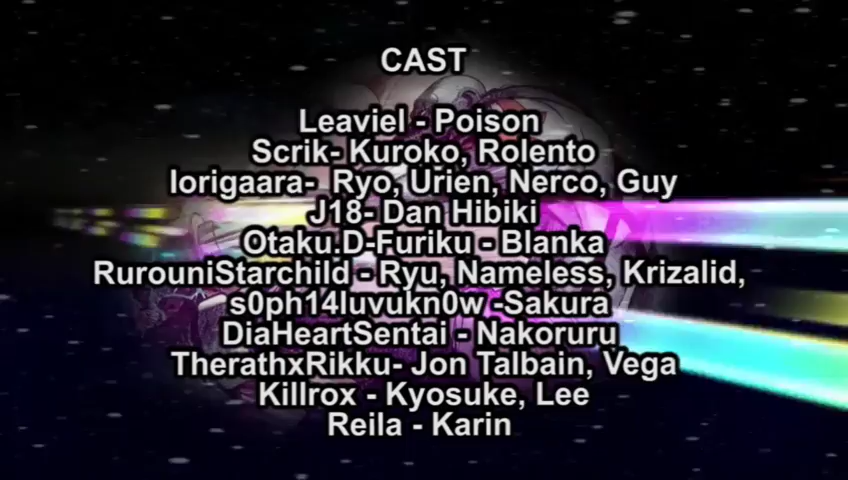 CAST
Leaviel - Poison
Scrik- Kuroko, Rolento
Iorigaara- Ryo, Urien, Nerco, Guy
J18- Dan Hibiki
Otaku.D-Furiku - Blanka
RurouniStarchild - Ryu, Nameless, Krizalid,
s0ph14luvukn0w -Sakura
DiaHeartSentai - Nakoruru
TherathxRikku- Jon Talbain, Vega
Killrox - Kyosuke, Lee
Reila - Karin